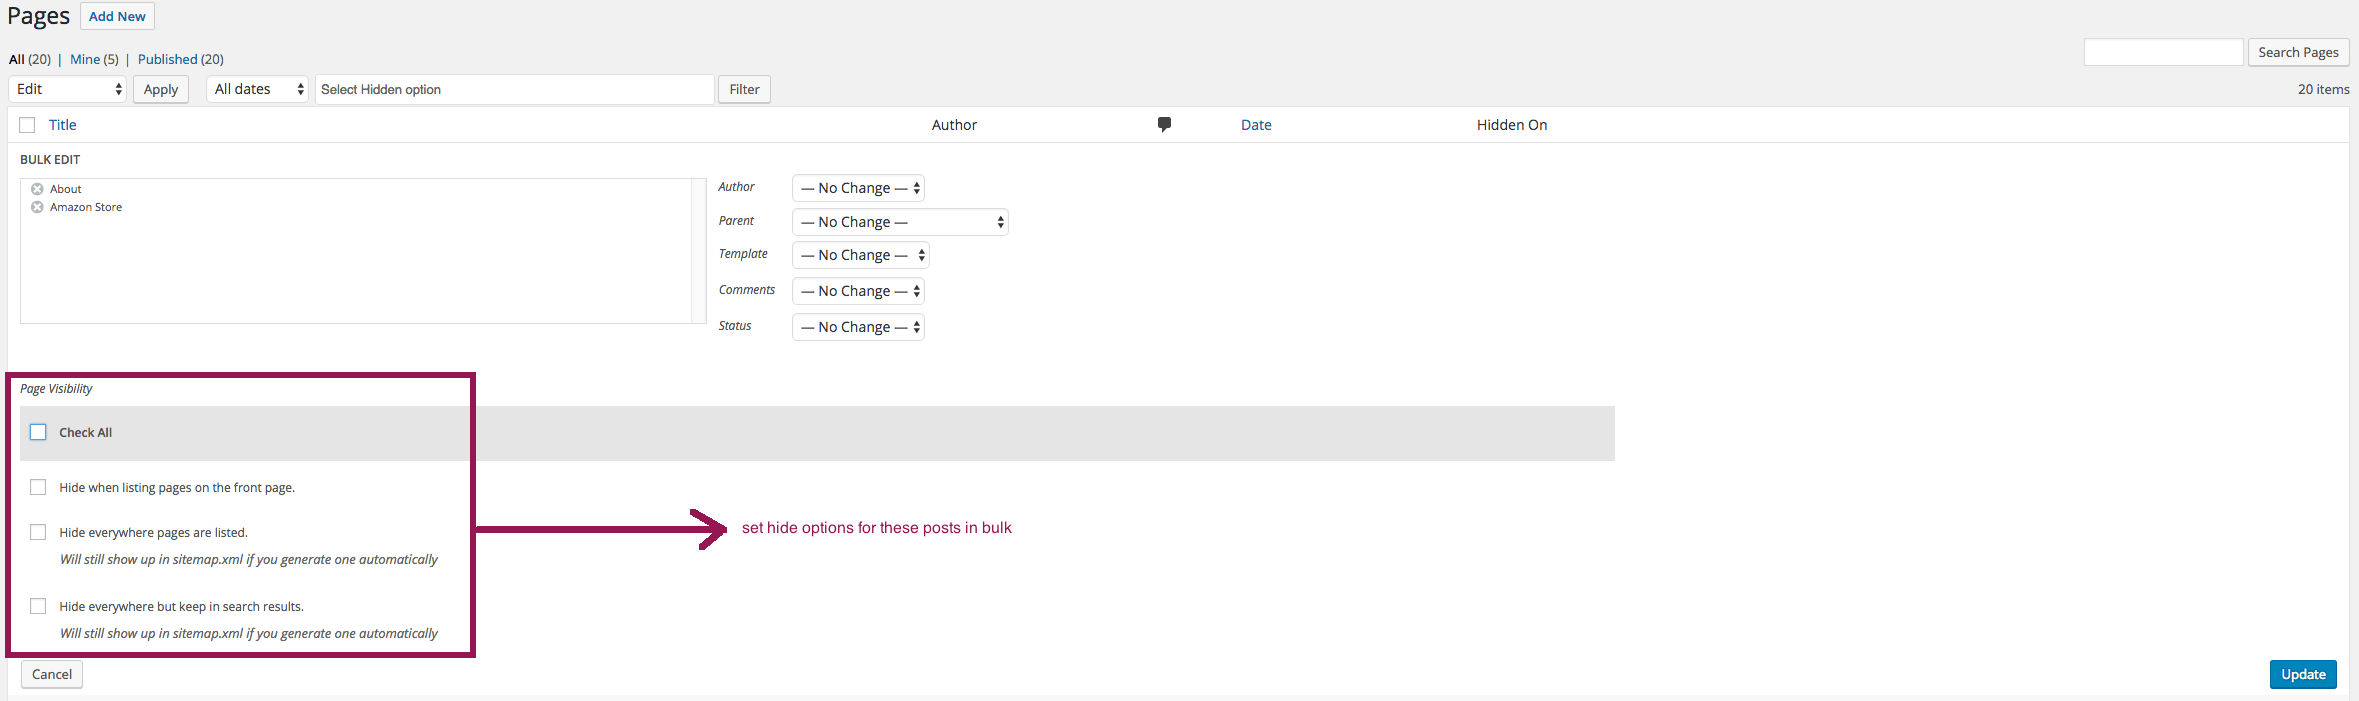 Pages Add New
All (20) | Mine (5) | Published (20)
Search Pages
Edit Apply All dates Select Hidden option Filter
20 items
Title Author Date Hidden On
BULK EDIT
About
Amazon Store
Author — No Change —
Parent — No Change —
Template — No Change —
Comments — No Change —
Status — No Change —
Page Visibility
Check All
Hide when listing pages on the front page.
Hide everywhere pages are listed.
Will still show up in sitemap.xml if you generate one automatically
set hide options for these posts in bulk
Hide everywhere but keep in search results.
Will still show up in sitemap.xml if you generate one automatically
Cancel Update